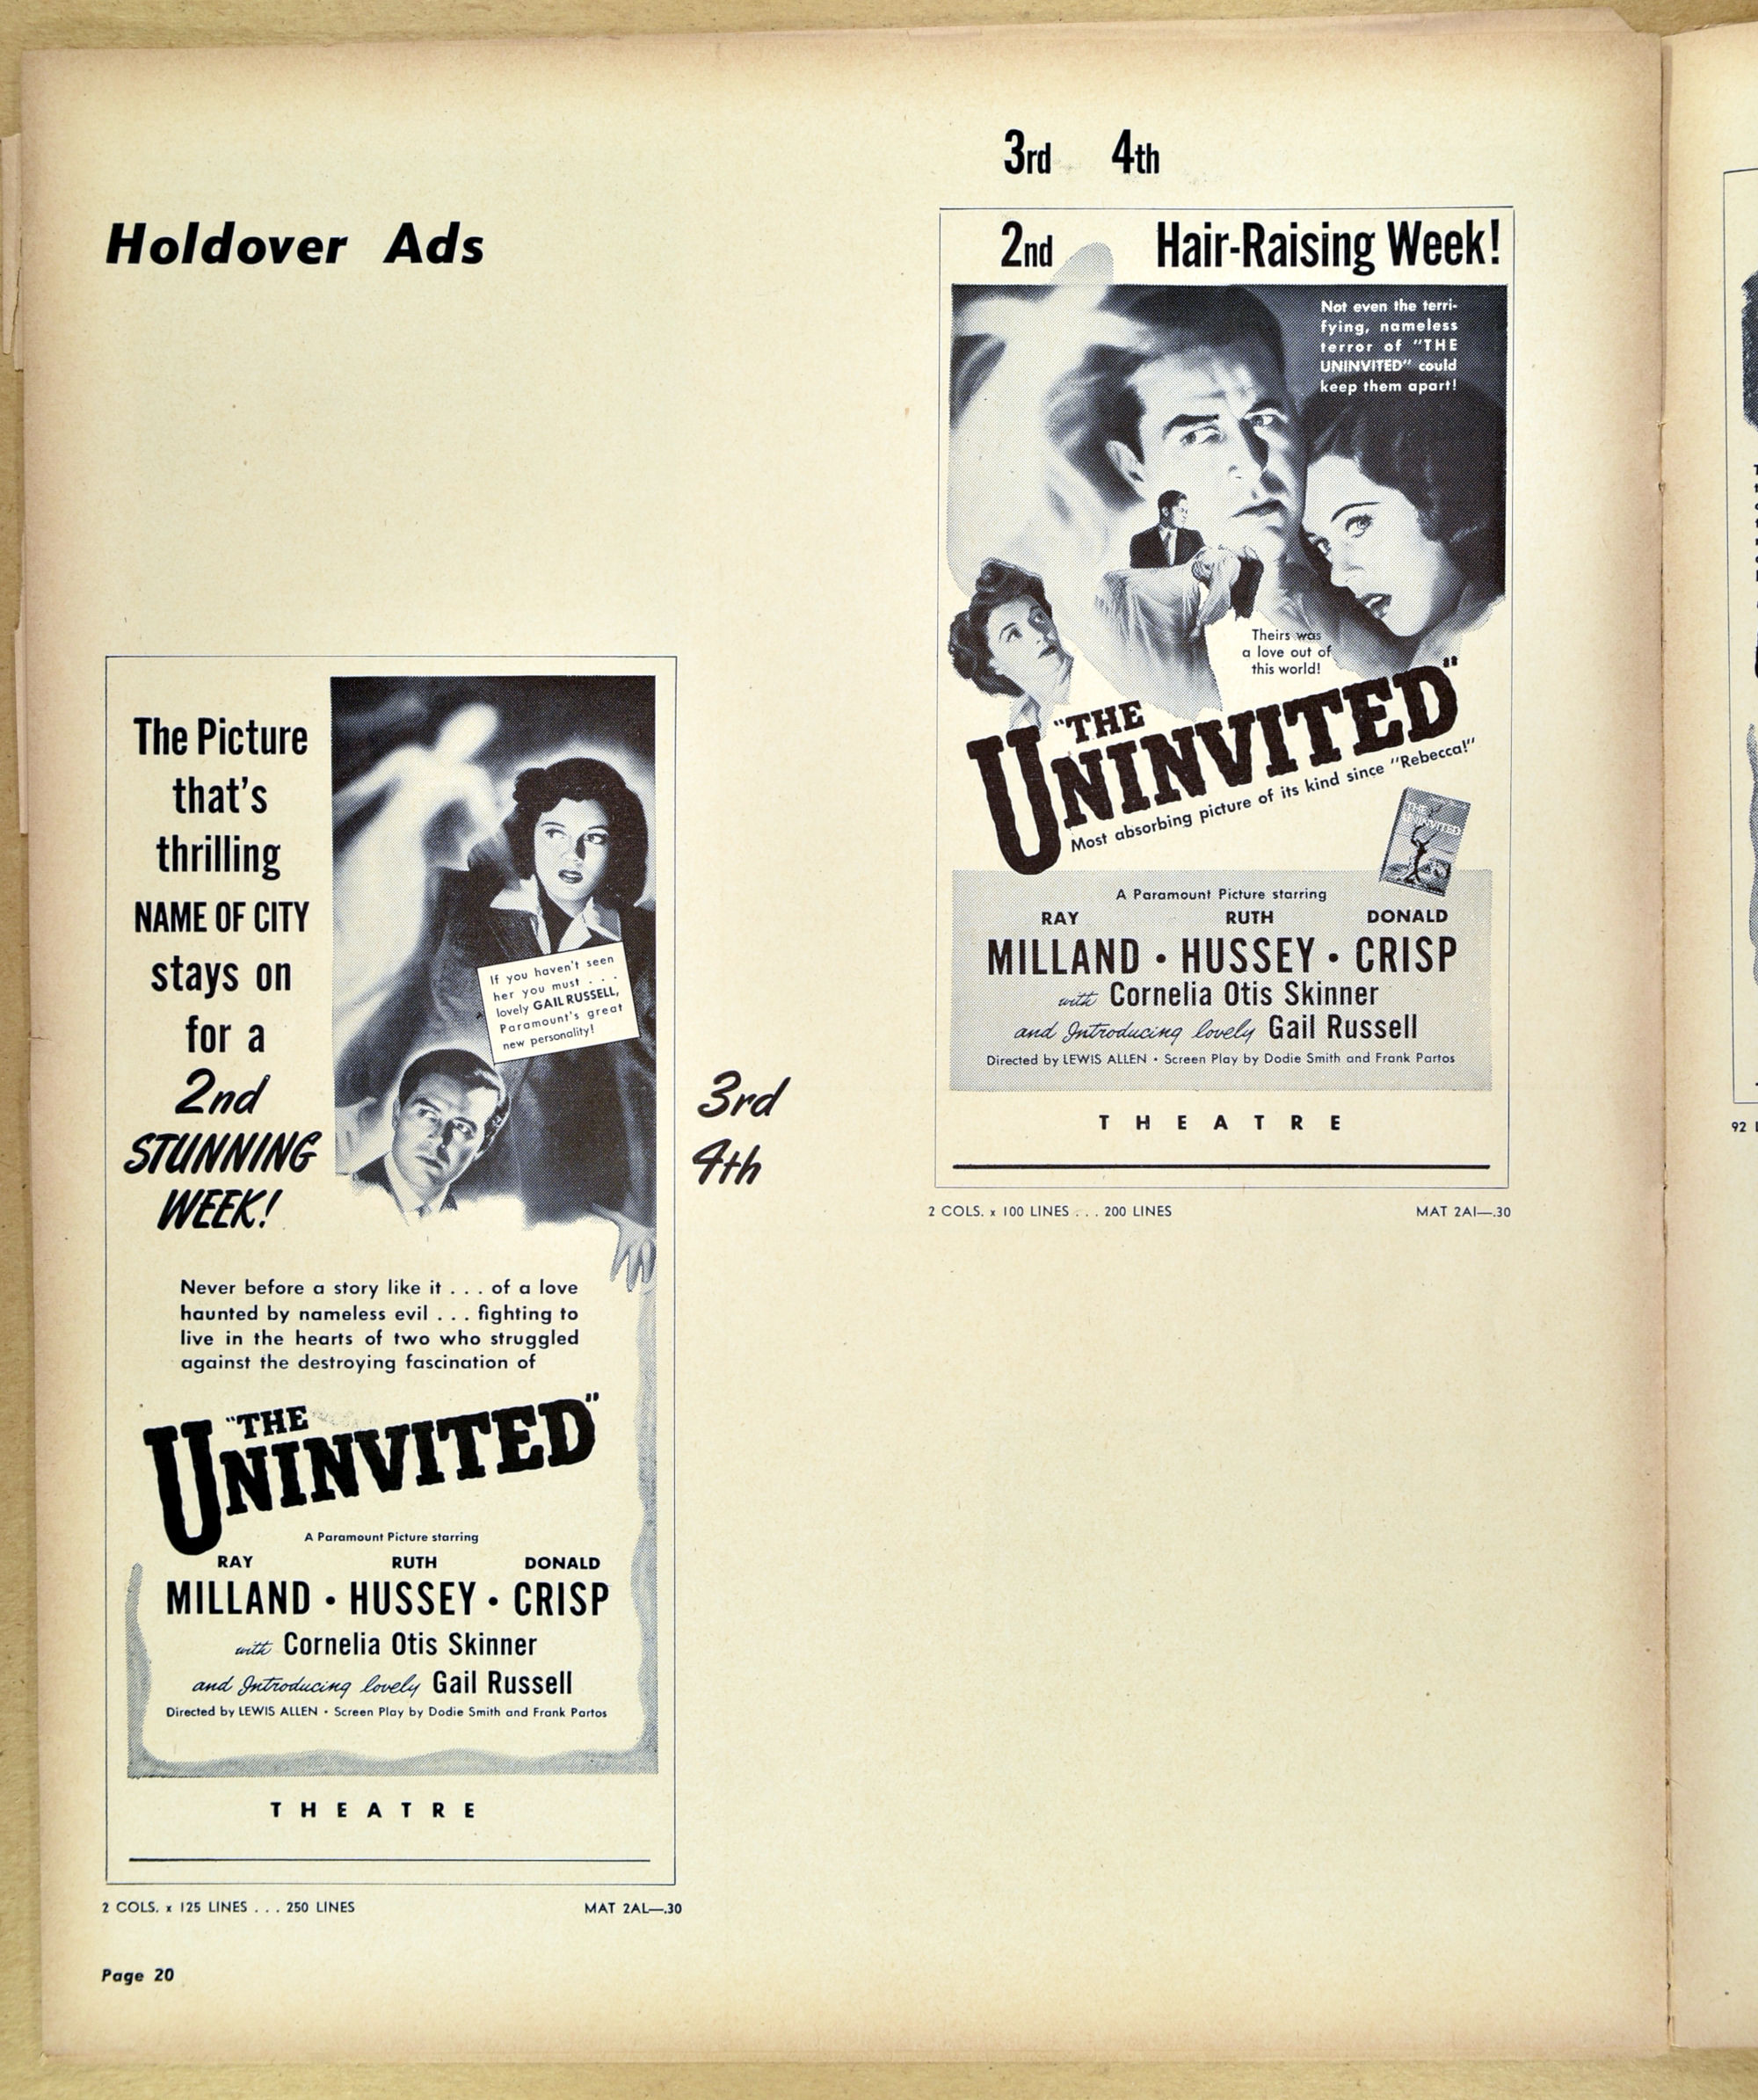 Holdover Ads
The Picture
that's
thrilling
NAME OF CITY
stays on
for a
2nd
STUNNING
WEEK!
3rd
4th
If you haven't seen
her you must . . .
lovely GAIL RUSSELL,
Paramount's great
new personality!
Never before a story like it . . . of a love
haunted by nameless evil . . . fighting to
live in the hearts of two who struggled
against the destroying fascination of
"THE
UNINVITED"
A Paramount Picture starring
RAY RUTH DONALD
MILLAND • HUSSEY • CRISP
with Cornelia Otis Skinner
and Introducing lovely Gail Russell
Directed by LEWIS ALLEN • Screen Play by Dodie Smith and Frank Partos
THEATRE
2 COLS. x 125 LINES . . . 250 LINES MAT 2AL—.30
Page 20
3rd 4th
2nd Hair-Raising Week!
Not even the terri-
fying, nameless
terror of "THE
UNINVITED" could
keep them apart!
Theirs was
a love out of
this world!
"THE
UNINVITED"
Most absorbing picture of its kind since "Rebecca!"
THE
UNINVITED
A Paramount Picture starring
RAY RUTH DONALD
MILLAND • HUSSEY • CRISP
with Cornelia Otis Skinner
and Introducing lovely Gail Russell
Directed by LEWIS ALLEN • Screen Play by Dodie Smith and Frank Partos
THEATRE
2 COLS. x 100 LINES . . . 200 LINES MAT 2AI—.30
92